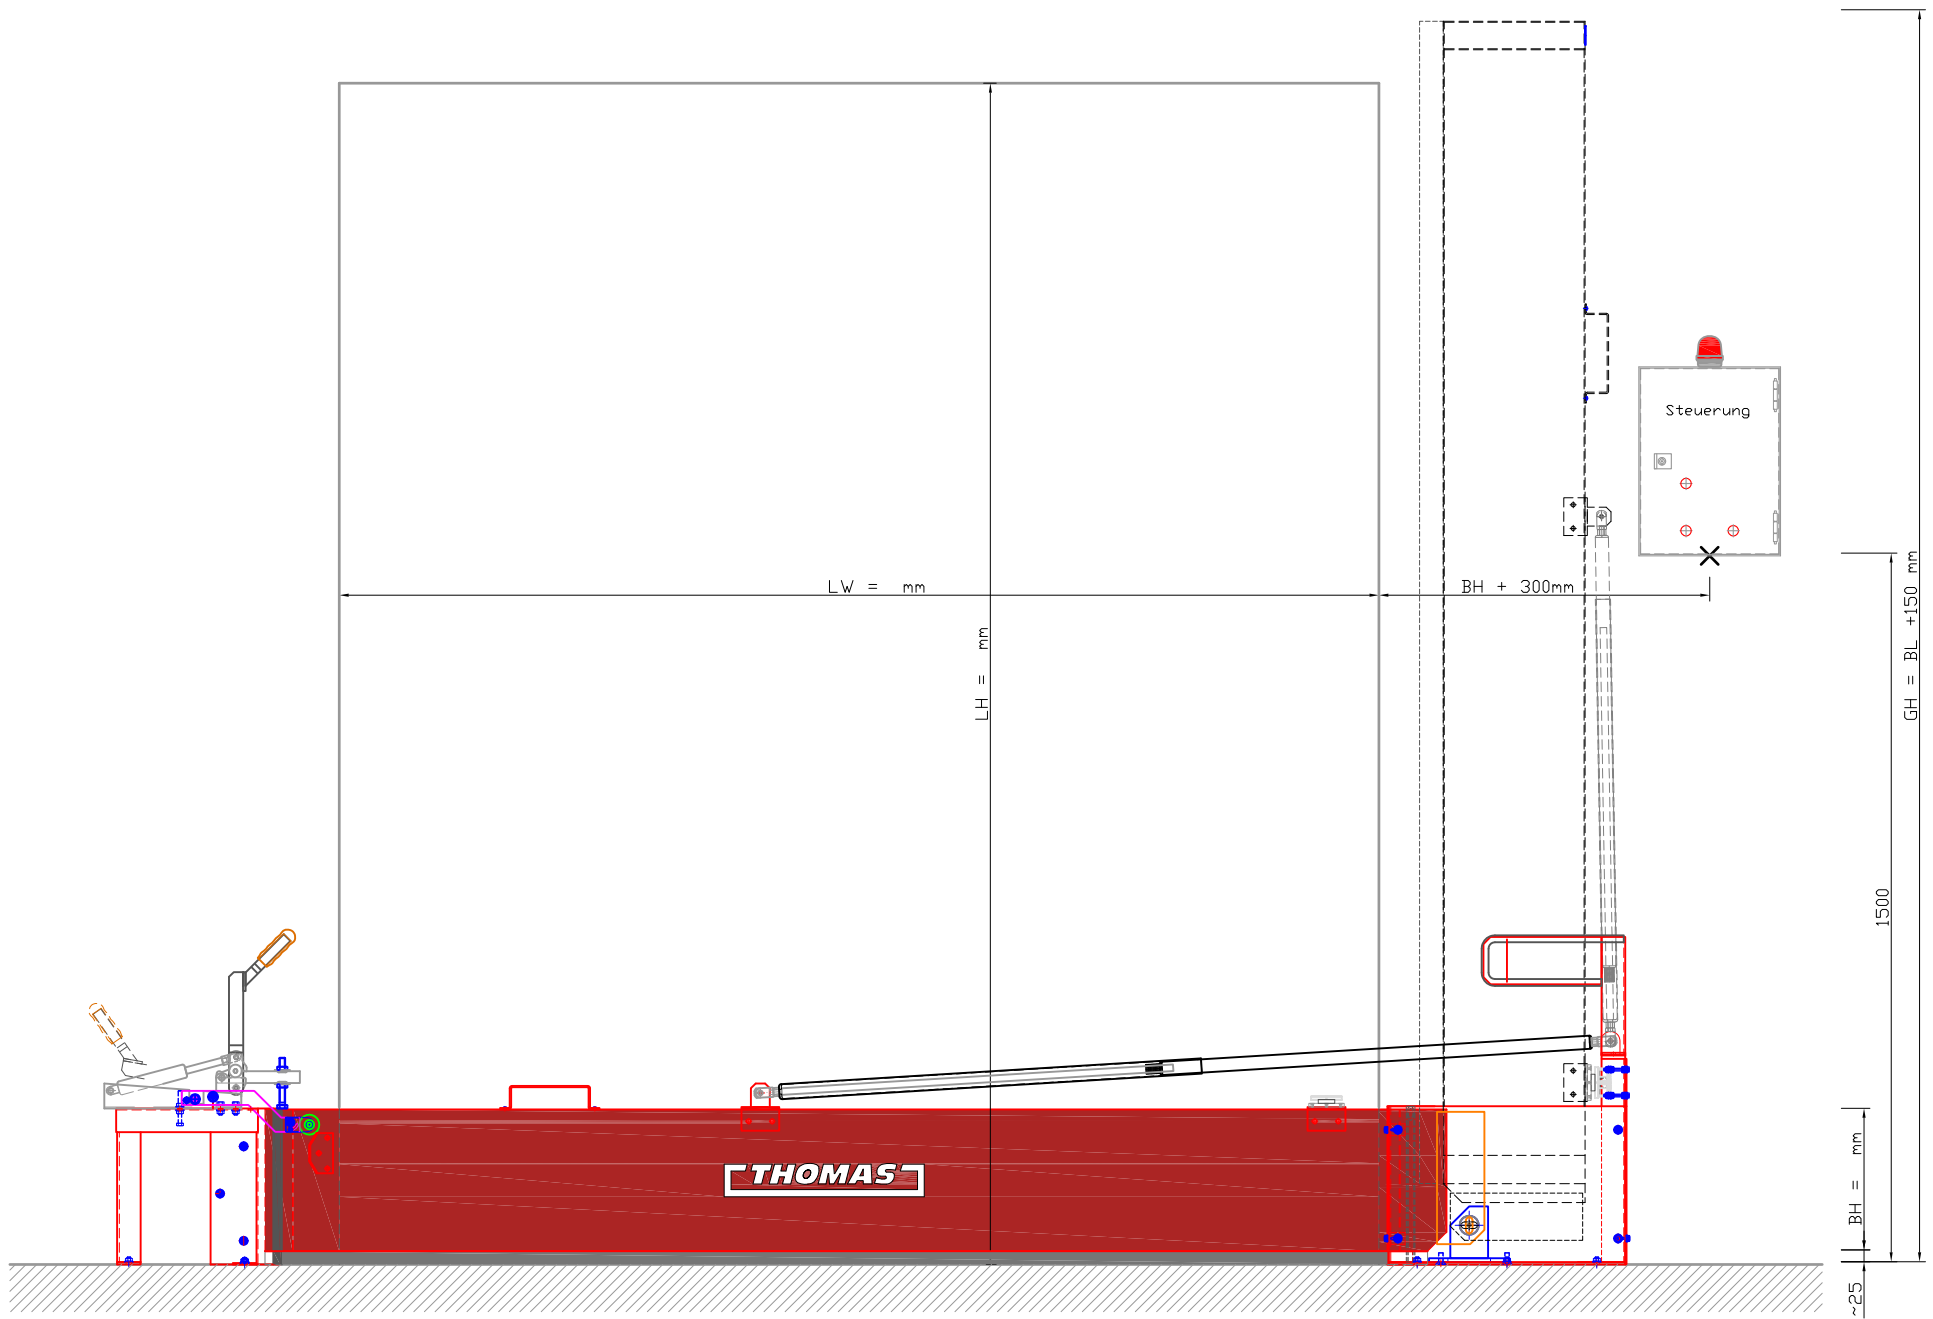 Steuerung
LW =   mm
BH + 300mm
LH =   mm
GH = BL +150 mm
1500
THOMAS
BH =   mm
~25